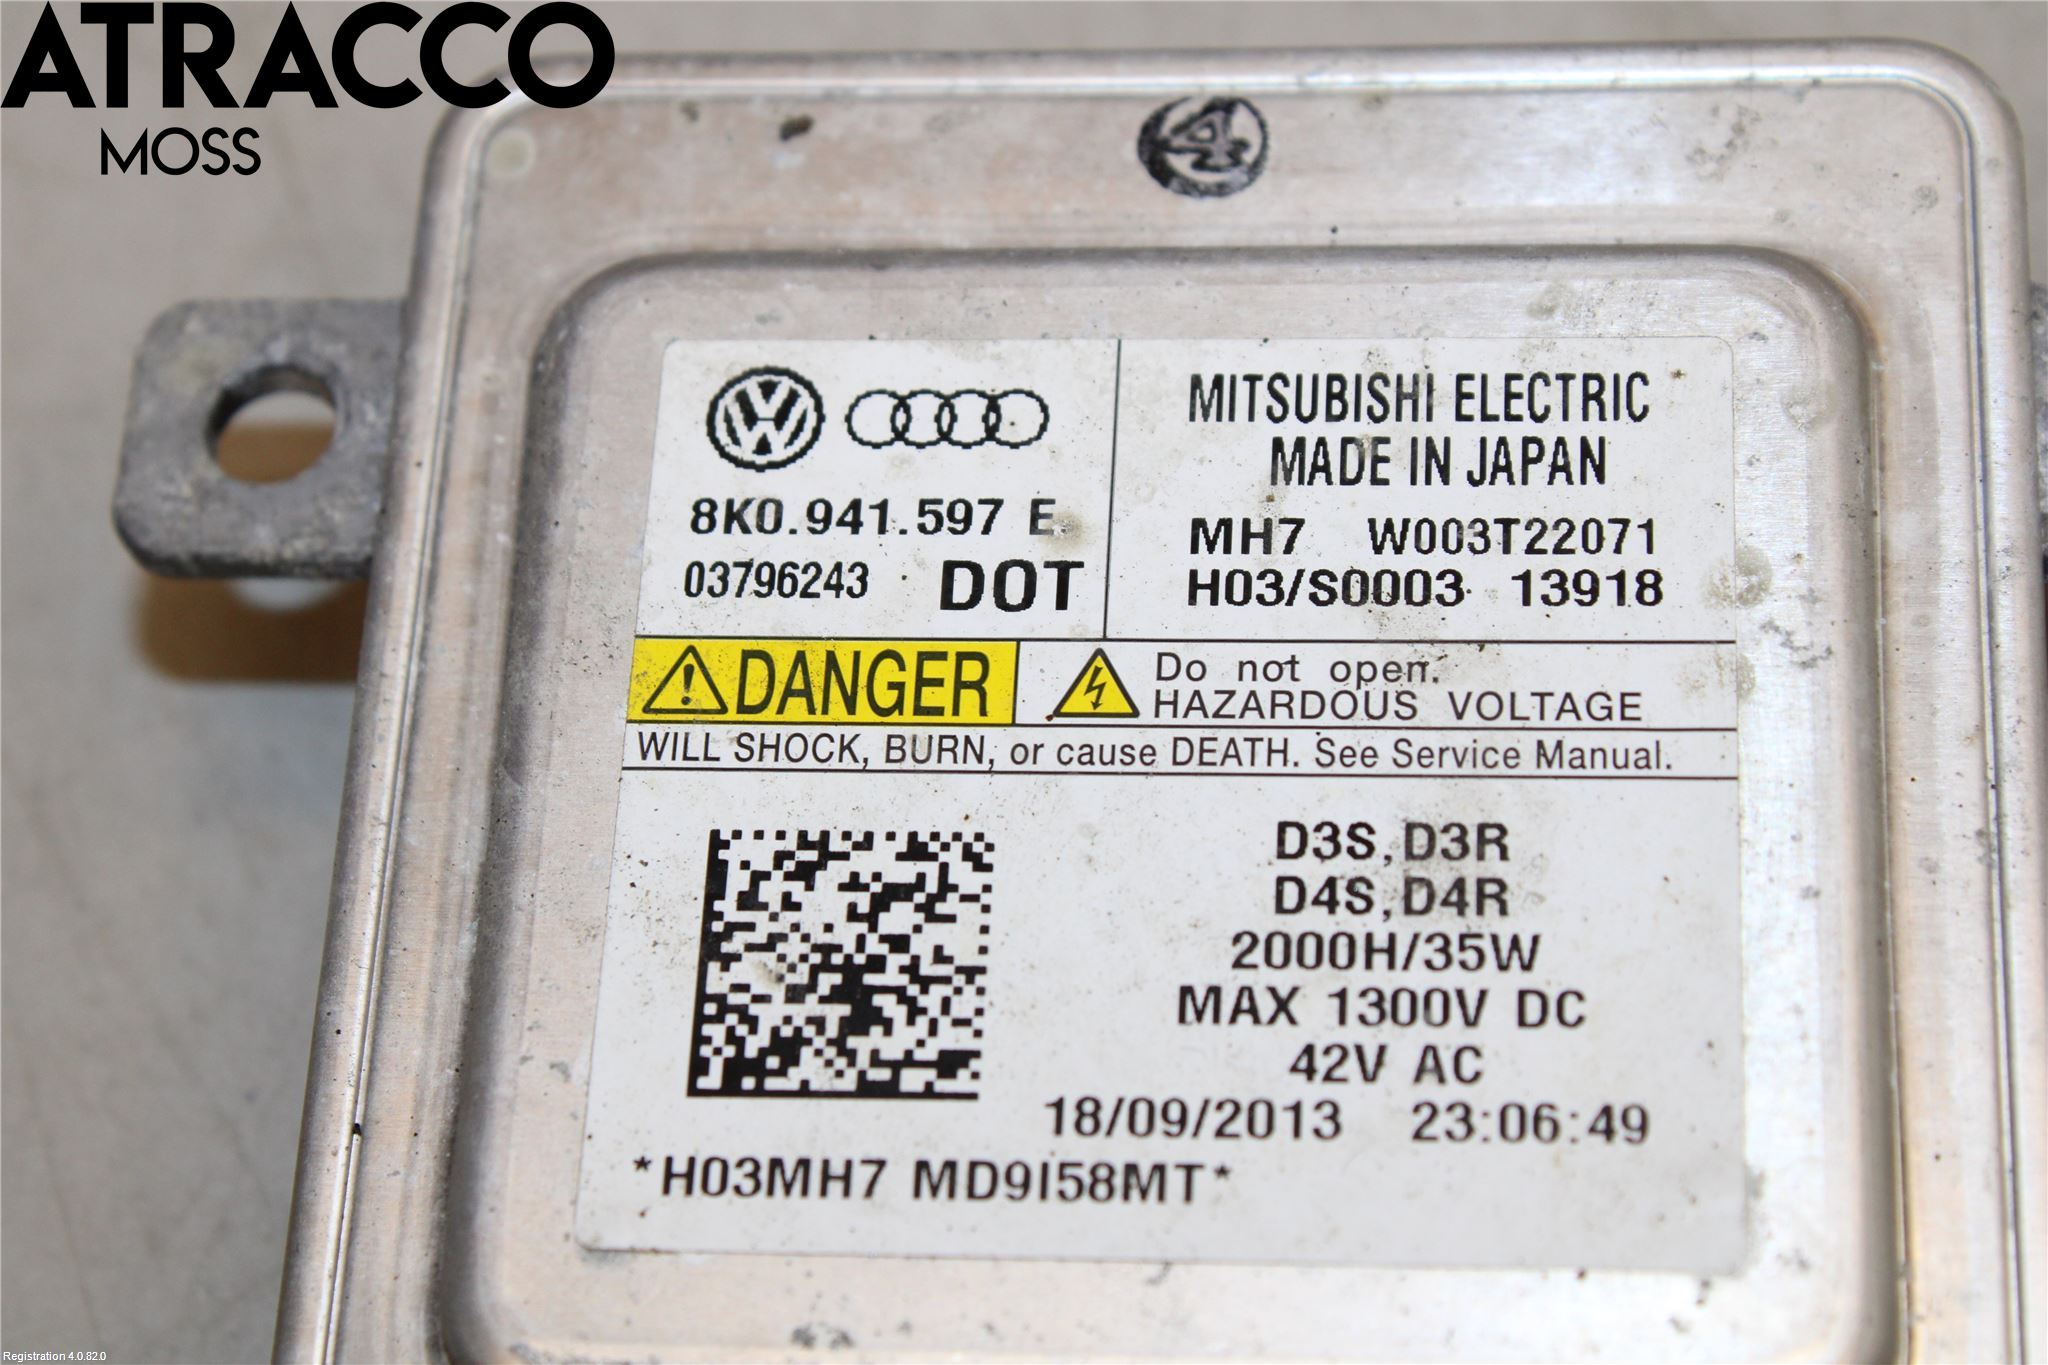 ATRACCO
MOSS
4
VW
8K0.941.597 E
03796243 DOT
MITSUBISHI ELECTRIC
MADE IN JAPAN
MH7 W003T22071
H03/S0003 13918
DANGER
Do not open.
HAZARDOUS VOLTAGE
WILL SHOCK, BURN, or cause DEATH. See Service Manual.
D3S,D3R
D4S,D4R
2000H/35W
MAX 1300V DC
42V AC
18/09/2013 23:06:49
*H03MH7 MD9I58MT*
Registration 4.0.82.0